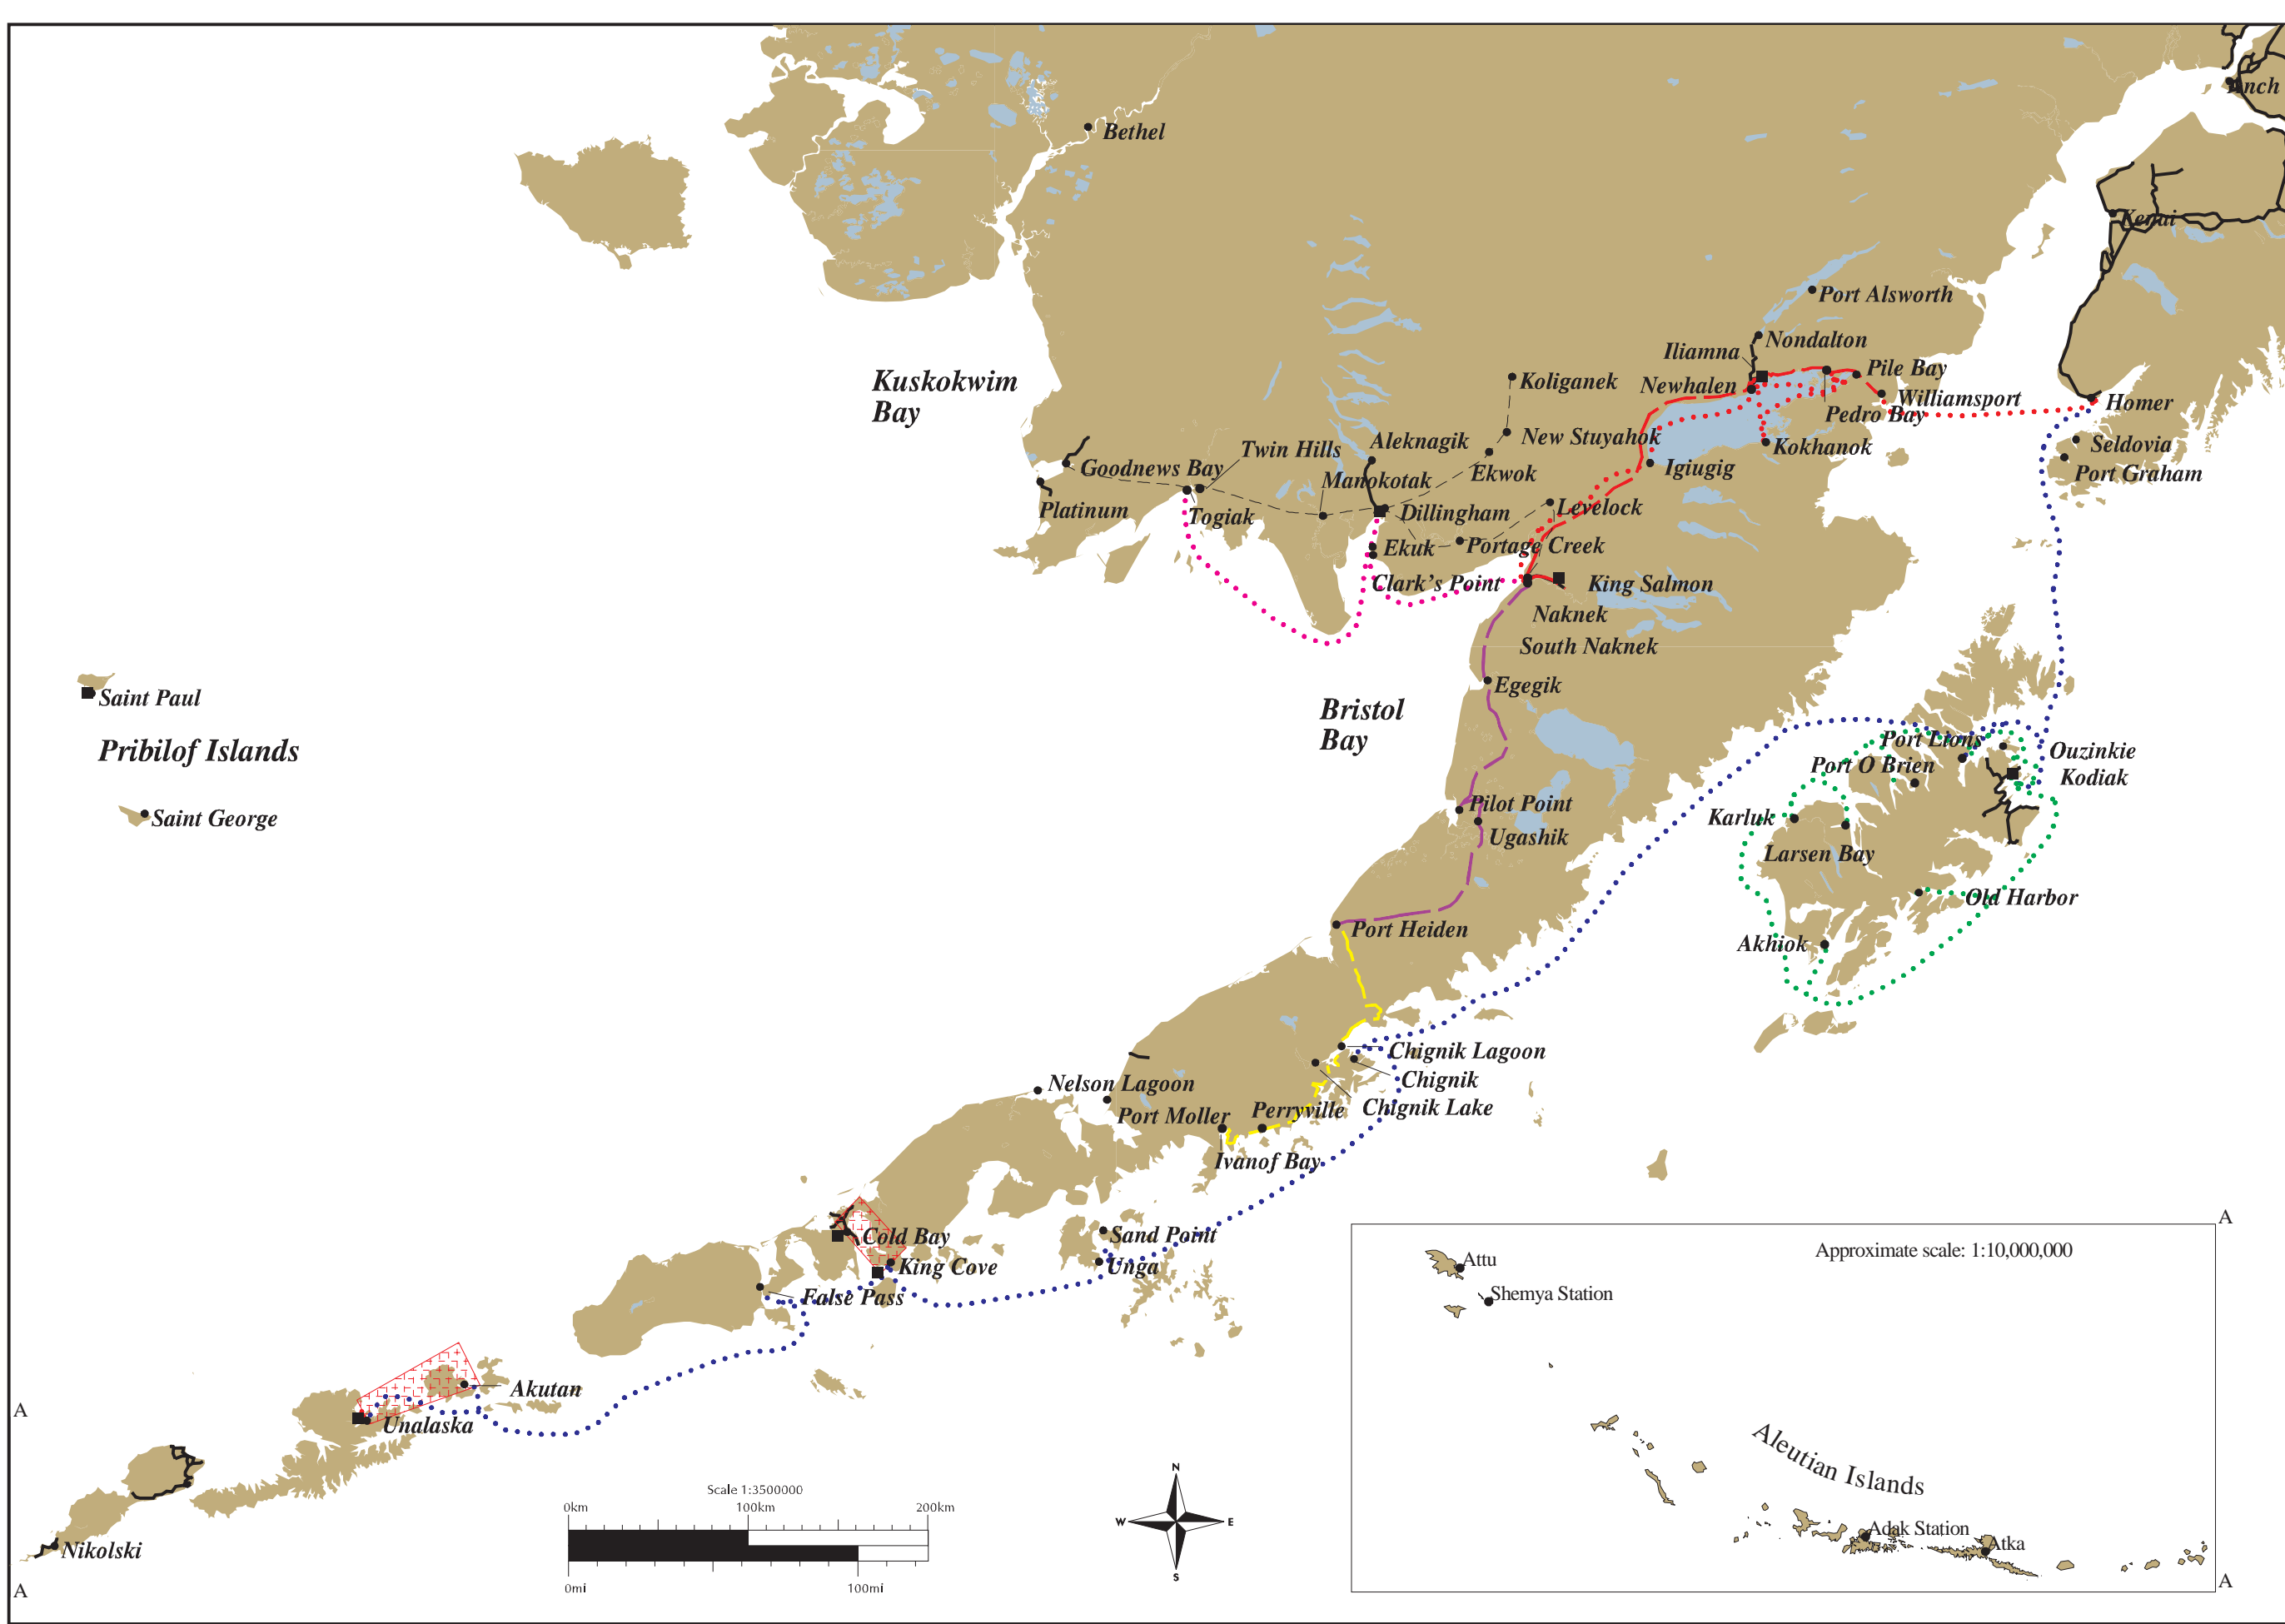 Anch
Bethel
Kenai
Port Alsworth
Nondalton
Iliamna
Pile Bay
Kuskokwim
Bay
Koliganek
Newhalen
Williamsport
Homer
Pedro Bay
Aleknagik
New Stuyahok
Kokhanok
Seldovia
Twin Hills
Goodnews Bay
Ekwok
Igiugig
Port Graham
Manokotak
Platinum
Togiak
Dillingham
Levelock
Ekuk
Portage Creek
Clark's Point
King Salmon
Naknek
South Naknek
Egegik
Saint Paul
Bristol
Bay
Pribilof Islands
Port Lions
Ouzinkie
Port O Brien
Kodiak
Saint George
Pilot Point
Karluk
Ugashik
Larsen Bay
Old Harbor
Port Heiden
Akhiok
Chignik Lagoon
Chignik
Nelson Lagoon
Chignik Lake
Port Moller
Perryville
Ivanof Bay
Cold Bay
Sand Point
King Cove
Unga
False Pass
Akutan
Unalaska
Nikolski
A
A
A
A
Approximate scale: 1:10,000,000
Attu
Shemya Station
Aleutian Islands
Adak Station
Atka
Scale 1:3500000
0km 100km 200km
0mi 100mi
N
W E
S